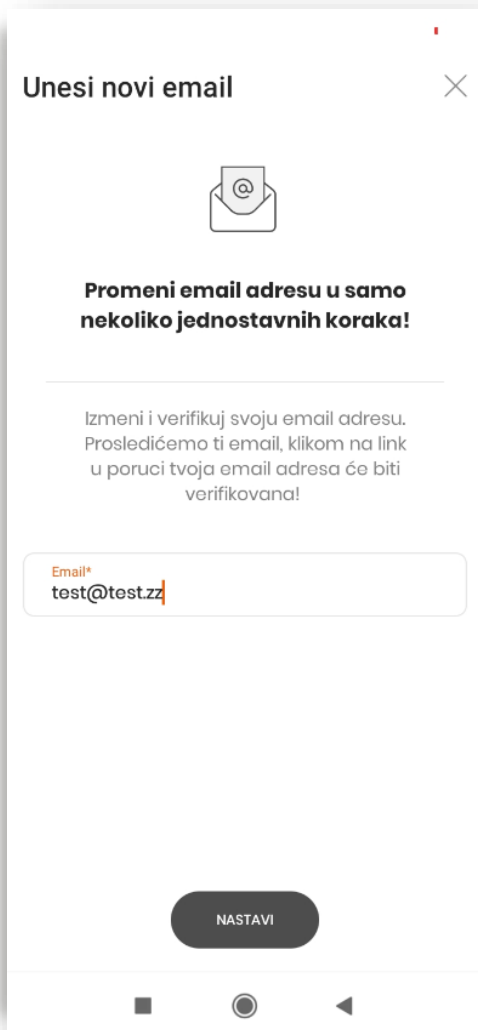 Unesi novi email
@
Promeni email adresu u samo
nekoliko jednostavnih koraka!
Izmeni i verifikuj svoju email adresu.
Prosledićemo ti email, klikom na link
u poruci tvoja email adresa će biti
verifikovana!
Email*
test@test.zz
NASTAVI